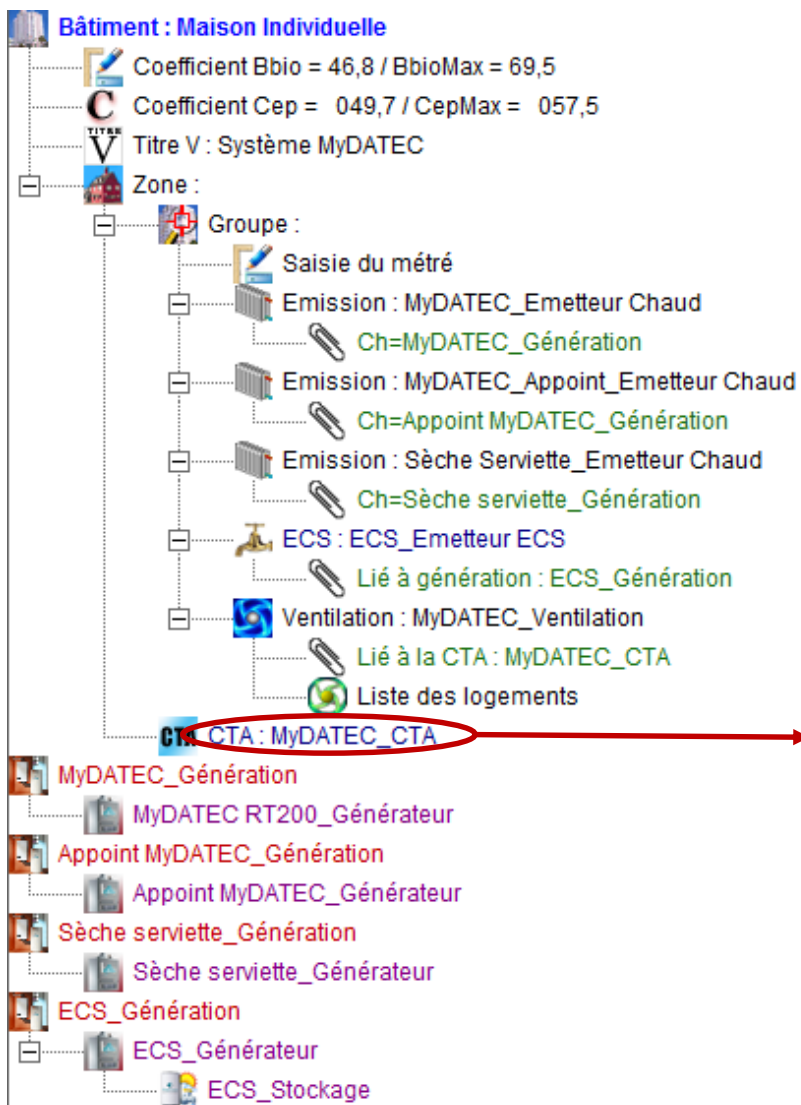 Bâtiment : Maison Individuelle
Coefficient Bbio = 46,8 / BbioMax = 69,5
C Coefficient Cep = 049,7 / CepMax = 057,5
TITRE V Titre V : Système MyDATEC
Zone :
Groupe :
Saisie du métré
Emission : MyDATEC_Emetteur Chaud
Ch=MyDATEC_Génération
Emission : MyDATEC_Appoint_Emetteur Chaud
Ch=Appoint MyDATEC_Génération
Emission : Sèche Serviette_Emetteur Chaud
Ch=Sèche serviette_Génération
ECS : ECS_Emetteur ECS
Lié à génération : ECS_Génération
Ventilation : MyDATEC_Ventilation
Lié à la CTA : MyDATEC_CTA
Liste des logements
CTA CTA : MyDATEC_CTA
MyDATEC_Génération
MyDATEC RT200_Générateur
Appoint MyDATEC_Génération
Appoint MyDATEC_Générateur
Sèche serviette_Génération
Sèche serviette_Générateur
ECS_Génération
ECS_Générateur
ECS_Stockage